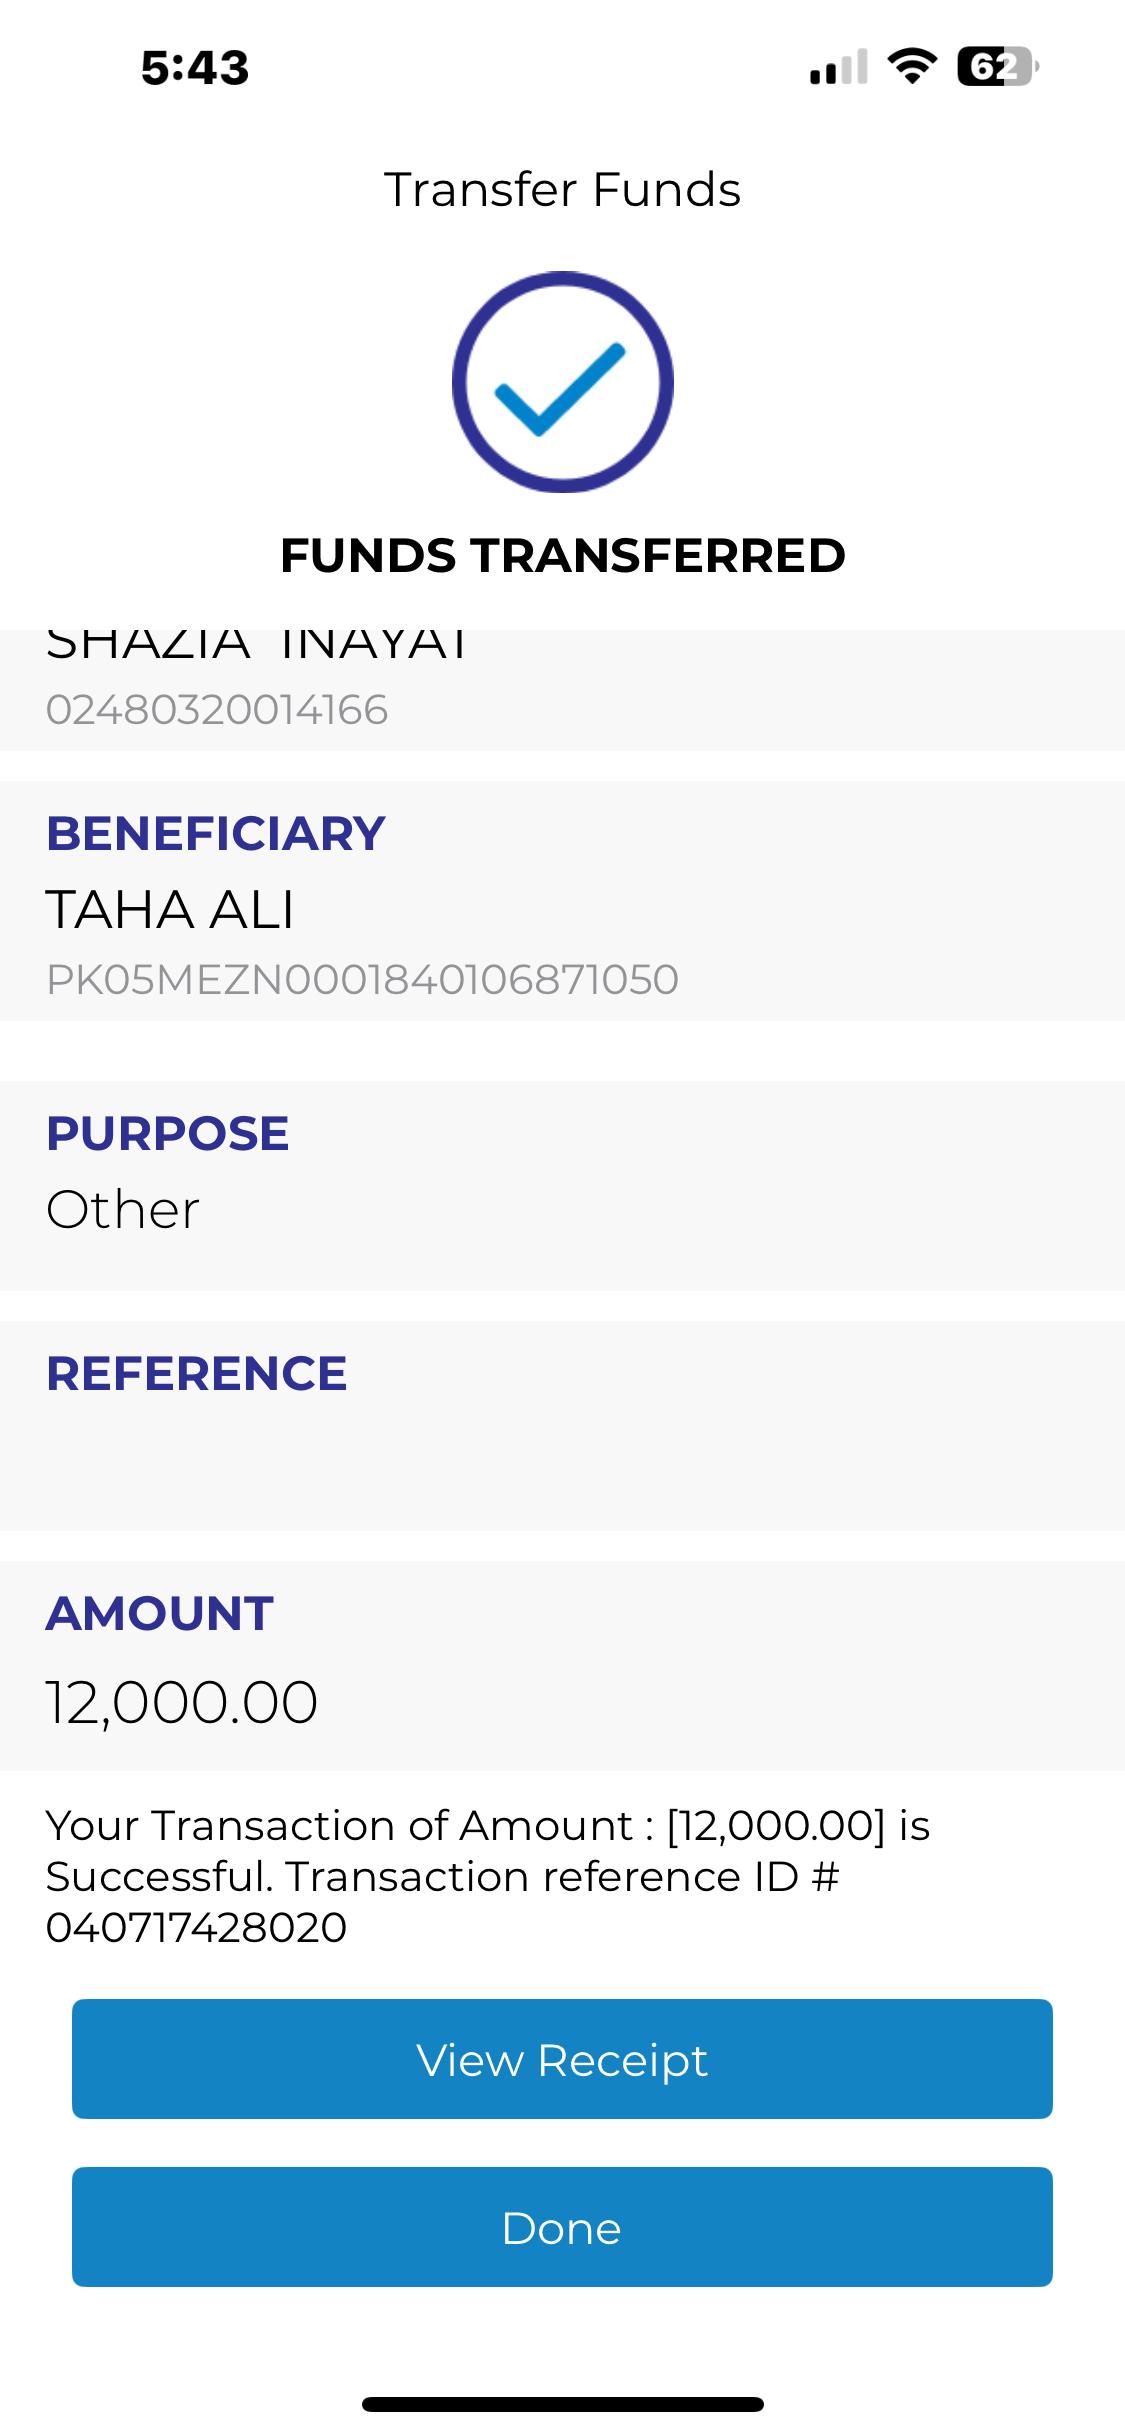 5:43
62
Transfer Funds
FUNDS TRANSFERRED
SHAZIA INAYAT
02480320014166
BENEFICIARY
TAHA ALI
PK05MEZN0001840106871050
PURPOSE
Other
REFERENCE
AMOUNT
12,000.00
Your Transaction of Amount : [12,000.00] is
Successful. Transaction reference ID #
040717428020
View Receipt
Done